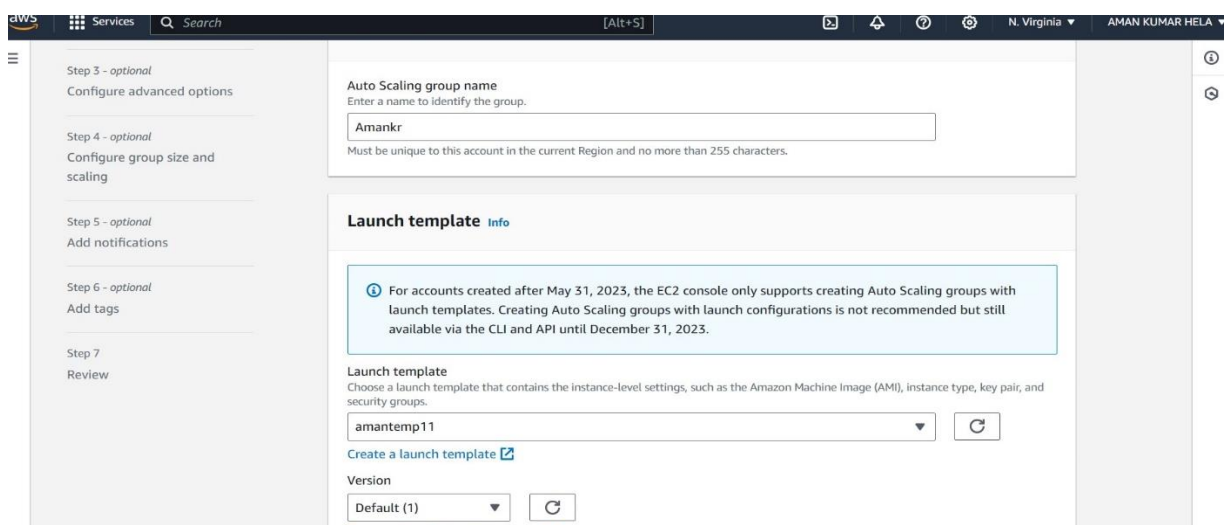 aws
Services
Search
[Alt+S]
N. Virginia
AMAN KUMAR HELA
Step 3 - optional
Configure advanced options
Step 4 - optional
Configure group size and
scaling
Step 5 - optional
Add notifications
Step 6 - optional
Add tags
Step 7
Review
Auto Scaling group name
Enter a name to identify the group.
Amankr
Must be unique to this account in the current Region and no more than 255 characters.
Launch template Info
For accounts created after May 31, 2023, the EC2 console only supports creating Auto Scaling groups with
launch templates. Creating Auto Scaling groups with launch configurations is not recommended but still
available via the CLI and API until December 31, 2023.
Launch template
Choose a launch template that contains the instance-level settings, such as the Amazon Machine Image (AMI), instance type, key pair, and
security groups.
amantemp11
Create a launch template
Version
Default (1)